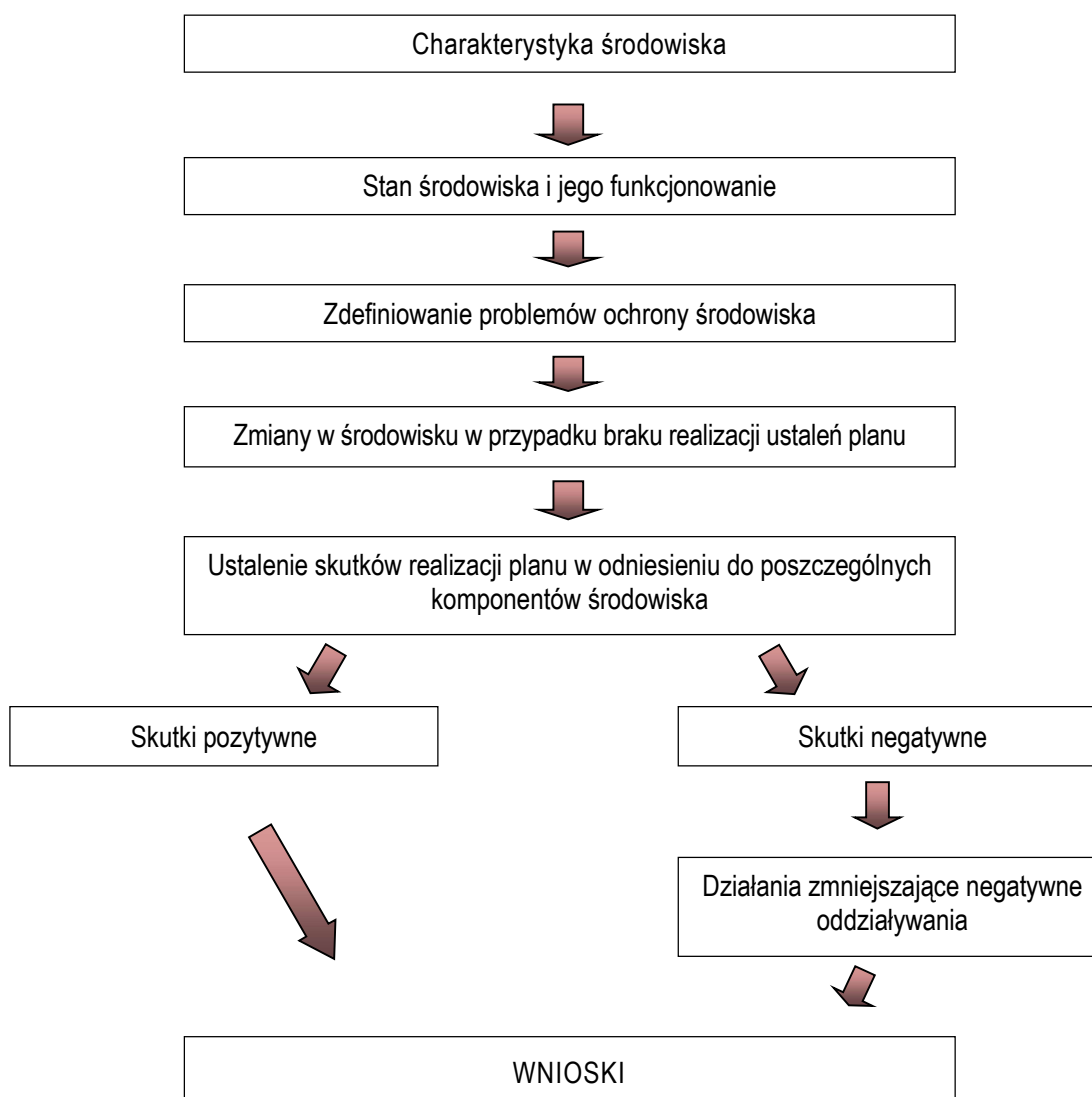 Charakterystyka środowiska
Stan środowiska i jego funkcjonowanie
Zdefiniowanie problemów ochrony środowiska
Zmiany w środowisku w przypadku braku realizacji ustaleń planu
Ustalenie skutków realizacji planu w odniesieniu do poszczególnych
komponentów środowiska
Skutki pozytywne
Skutki negatywne
Działania zmniejszające negatywne
oddziaływania
WNIOSKI